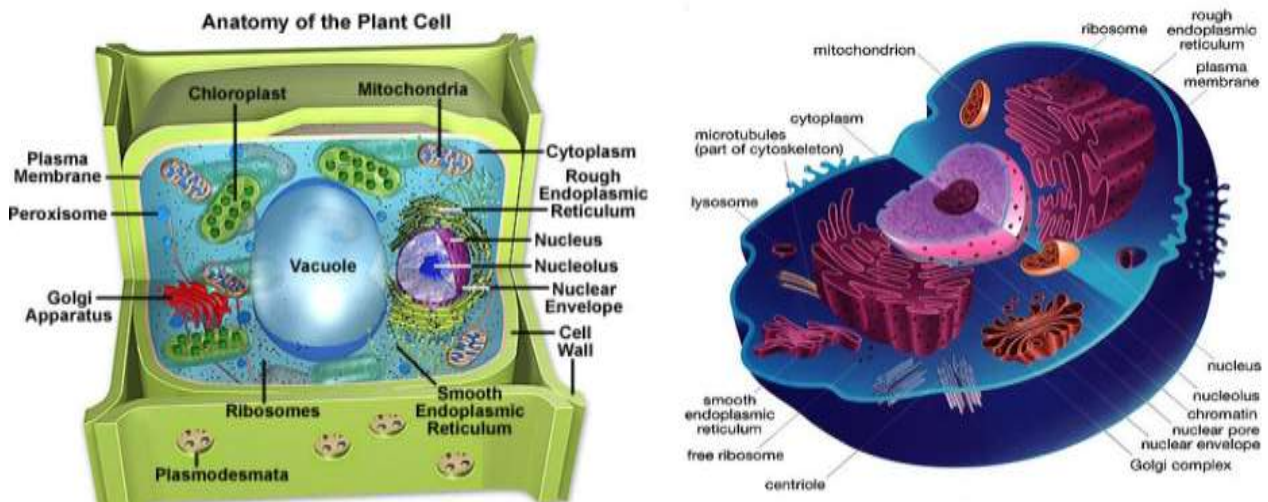 Anatomy of the Plant Cell
Chloroplast
Mitochondria
Plasma
Membrane
Cytoplasm
Rough
Endoplasmic
Reticulum
Peroxisome
Nucleus
Vacuole
Nucleolus
Golgi
Apparatus
Nuclear
Envelope
Cell
Wall
Ribosomes
Smooth
Endoplasmic
Reticulum
Plasmodesmata
ribosome
rough
endoplasmic
reticulum
mitochondrion
plasma
membrane
cytoplasm
microtubules
(part of cytoskeleton)
lysosome
nucleus
nucleolus
chromatin
nuclear pore
nuclear envelope
Golgi complex
smooth
endoplasmic
reticulum
free ribosome
centriole